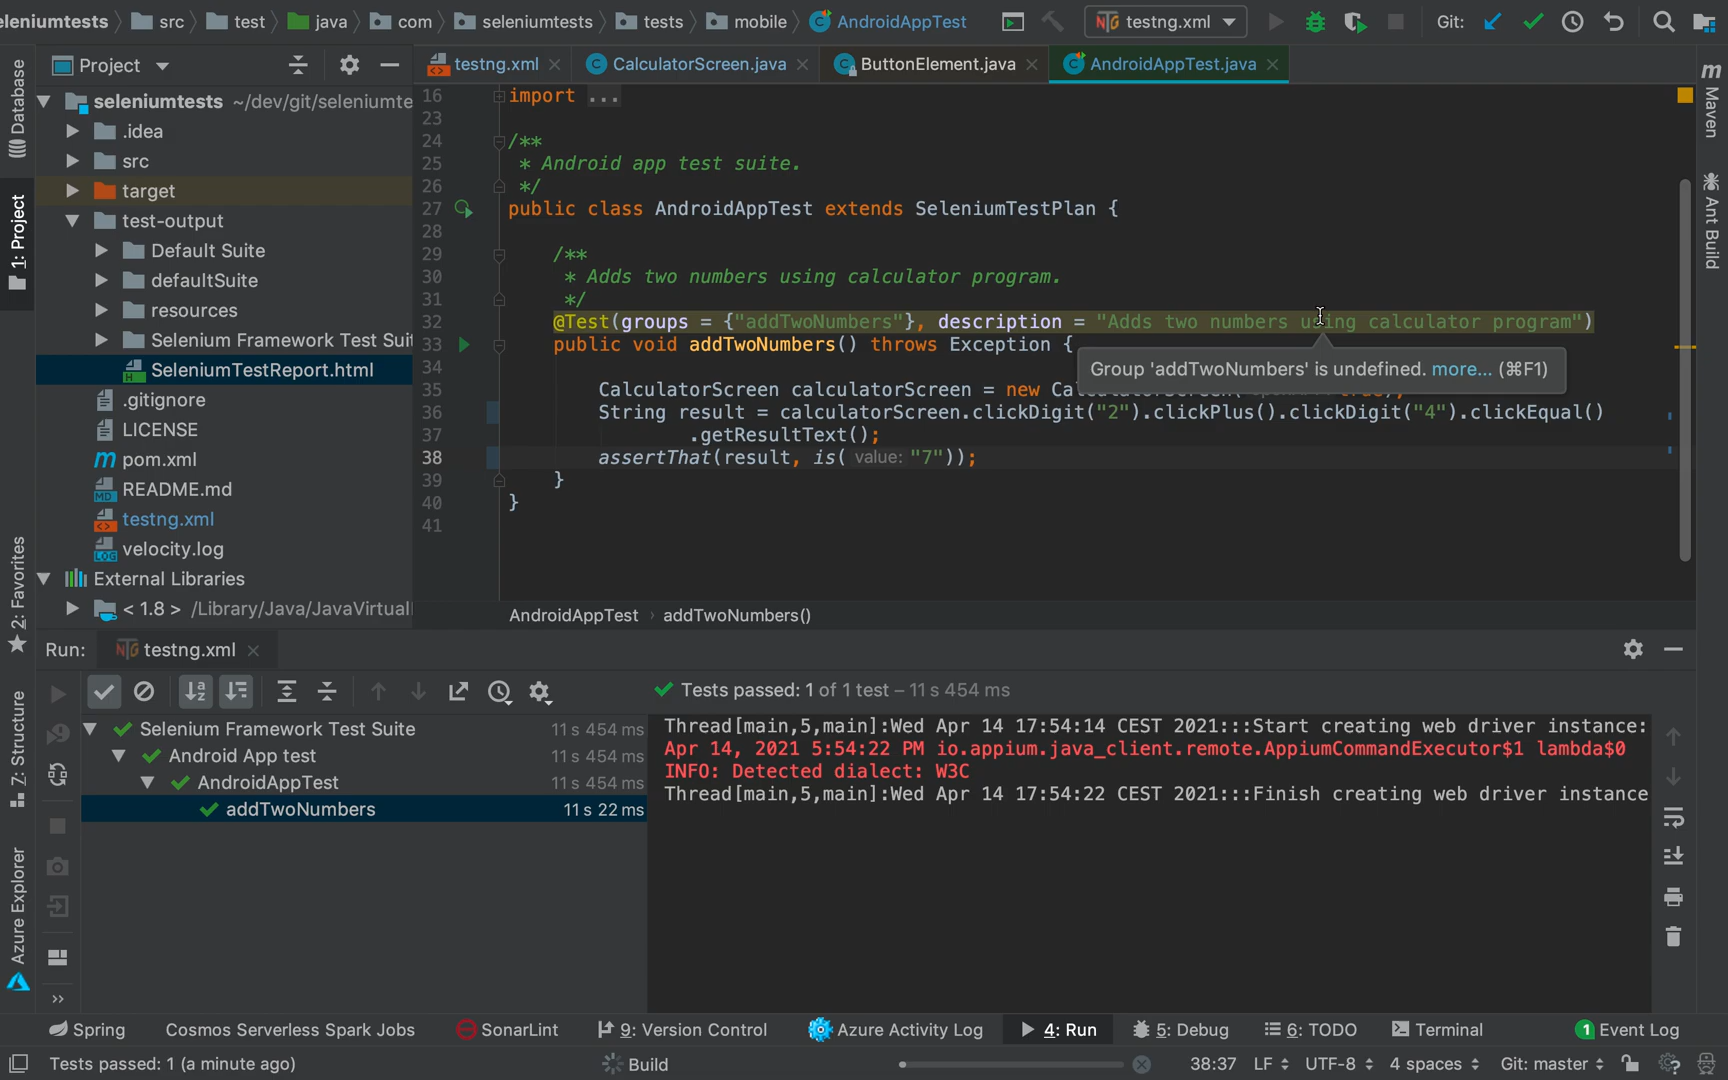 eleniumtests src test java com seleniumtests tests mobile AndroidAppTest testng.xml Git:
Project
testng.xml CalculatorScreen.java ButtonElement.java AndroidAppTest.java
Database
1: Project
2: Favorites
7: Structure
Azure Explorer
seleniumtests ~/dev/git/seleniumte
.idea
src
target
test-output
Default Suite
defaultSuite
resources
Selenium Framework Test Sui
SeleniumTestReport.html
.gitignore
LICENSE
pom.xml
README.md
testng.xml
velocity.log
External Libraries
< 1.8 > /Library/Java/JavaVirtual
16 import ...
23
24 /**
25 * Android app test suite.
26 */
27 public class AndroidAppTest extends SeleniumTestPlan {
28
29 /**
30 * Adds two numbers using calculator program.
31 */
32 @Test(groups = {"addTwoNumbers"}, description = "Adds two numbers using calculator program")
33 public void addTwoNumbers() throws Exception {
34
Group 'addTwoNumbers' is undefined. more... (⌘F1)
35 CalculatorScreen calculatorScreen = new
36 String result = calculatorScreen.clickDigit("2").clickPlus().clickDigit("4").clickEqual()
37 .getResultText();
38 assertThat(result, is( value: "7"));
39 }
40 }
41
AndroidAppTest addTwoNumbers()
Maven
Ant Build
Run: testng.xml
Tests passed: 1 of 1 test – 11 s 454 ms
Selenium Framework Test Suite 11 s 454 ms
Android App test 11 s 454 ms
AndroidAppTest 11 s 454 ms
addTwoNumbers 11 s 22 ms
Thread[main,5,main]:Wed Apr 14 17:54:14 CEST 2021:::Start creating web driver instance:
Apr 14, 2021 5:54:22 PM io.appium.java_client.remote.AppiumCommandExecutor$1 lambda$0
INFO: Detected dialect: W3C
Thread[main,5,main]:Wed Apr 14 17:54:22 CEST 2021:::Finish creating web driver instance
Spring Cosmos Serverless Spark Jobs SonarLint 9: Version Control Azure Activity Log 4: Run 5: Debug 6: TODO Terminal 1 Event Log
Tests passed: 1 (a minute ago) Build 38:37 LF UTF-8 4 spaces Git: master